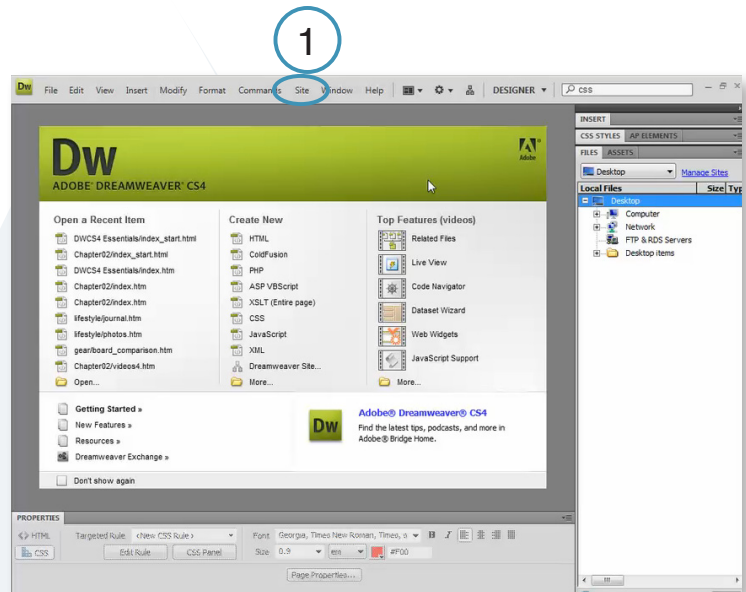 1
Dw File Edit View Insert Modify Format Commands Site Window Help DESIGNER css
INSERT
CSS STYLES AP ELEMENTS
FILES ASSETS
Desktop Manage Sites
Local Files Size Typ
Desktop
Computer
Network
FTP & RDS Servers
Desktop items
Dw
ADOBE® DREAMWEAVER® CS4
Adobe
Open a Recent Item
DWCS4 Essentials/index_start.html
Chapter02/index_start.html
DWCS4 Essentials/index.htm
Chapter02/index.htm
Chapter02/index.htm
lifestyle/journal.htm
lifestyle/photos.htm
gear/board_comparison.htm
Chapter02/videos4.htm
Open...
Create New
HTML
ColdFusion
PHP
ASP VBScript
XSLT (Entire page)
CSS
JavaScript
XML
Dreamweaver Site...
More...
Top Features (videos)
Related Files
Live View
Code Navigator
Dataset Wizard
Web Widgets
JavaScript Support
More...
Getting Started »
New Features »
Resources »
Dreamweaver Exchange »
Dw
Adobe® Dreamweaver® CS4
Find the latest tips, podcasts, and more in
Adobe® Bridge Home.
Don't show again
PROPERTIES
<> HTML Targeted Rule <New CSS Rule> Font Georgia, Times New Roman, Times, s B I
CSS Edit Rule CSS Panel Size 0.9 em #F00
Page Properties...